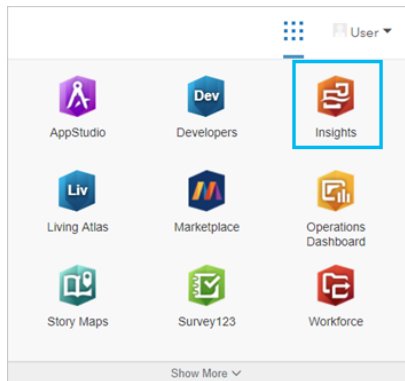 User
AppStudio
Dev
Developers
Insights
Liv
Living Atlas
Marketplace
Operations
Dashboard
Story Maps
Survey123
Workforce
Show More